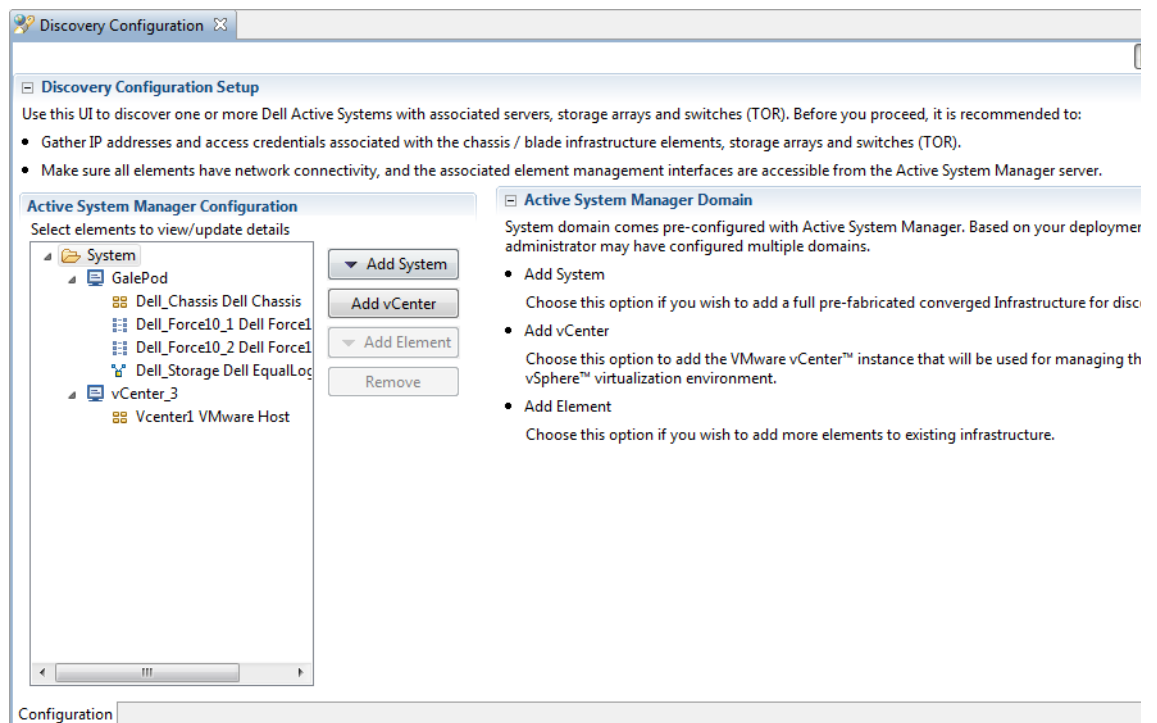 Discovery Configuration
Discovery Configuration Setup
Use this UI to discover one or more Dell Active Systems with associated servers, storage arrays and switches (TOR). Before you proceed, it is recommended to:
• Gather IP addresses and access credentials associated with the chassis / blade infrastructure elements, storage arrays and switches (TOR).
• Make sure all elements have network connectivity, and the associated element management interfaces are accessible from the Active System Manager server.
Active System Manager Configuration
Select elements to view/update details
System
GalePod
Dell_Chassis Dell Chassis
Dell_Force10_1 Dell Force1
Dell_Force10_2 Dell Force1
Dell_Storage Dell EqualLog
vCenter_3
Vcenter1 VMware Host
Add System
Add vCenter
Add Element
Remove
Active System Manager Domain
System domain comes pre-configured with Active System Manager. Based on your deploymen
administrator may have configured multiple domains.
• Add System
Choose this option if you wish to add a full pre-fabricated converged Infrastructure for disc
• Add vCenter
Choose this option to add the VMware vCenter™ instance that will be used for managing th
vSphere™ virtualization environment.
• Add Element
Choose this option if you wish to add more elements to existing infrastructure.
Configuration